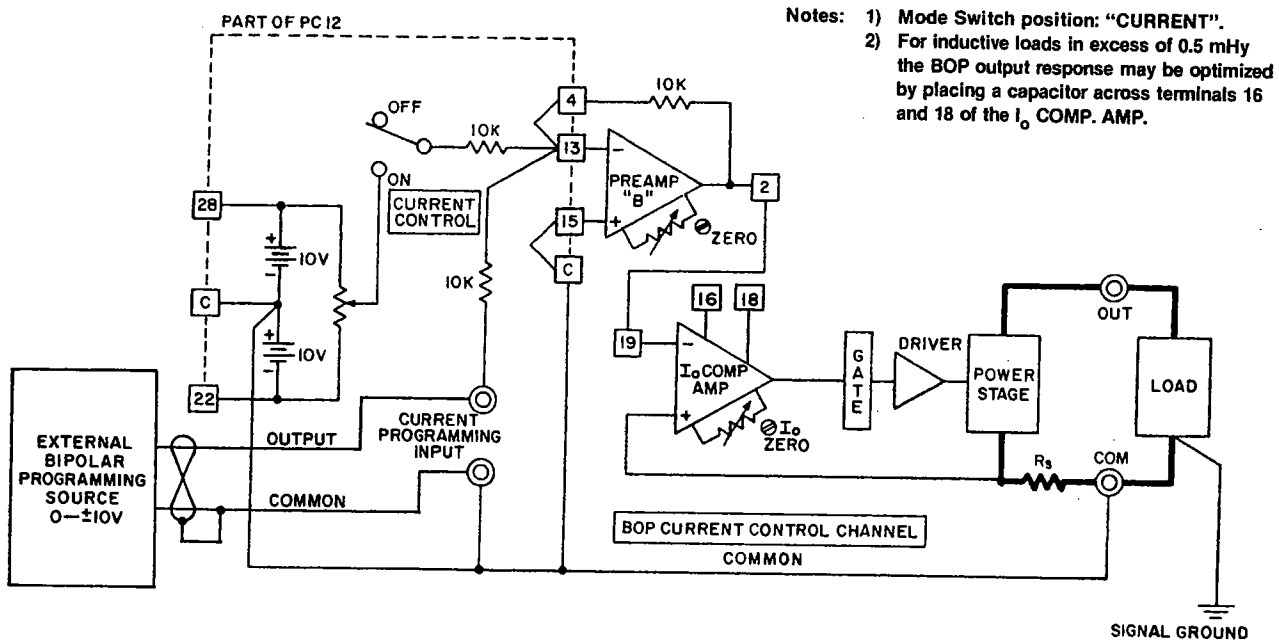 PART OF PC 12
Notes: 1) Mode Switch position: “CURRENT”.
2) For inductive loads in excess of 0.5 mHy
the BOP output response may be optimized
by placing a capacitor across terminals 16
and 18 of the Io COMP. AMP.
4
10K
OFF
10K
13
−
PREAMP
"B"
2
ON
CURRENT
CONTROL
28
15
+
ZERO
+
10V
−
10K
C
C
16
18
OUT
+
10V
−
19
−
Io COMP
AMP
GATE
DRIVER
POWER
STAGE
LOAD
22
CURRENT
PROGRAMMING
INPUT
+
Io
ZERO
OUTPUT
EXTERNAL
BIPOLAR
PROGRAMMING
SOURCE
0—±10V
Rs
COM
COMMON
BOP CURRENT CONTROL CHANNEL
COMMON
SIGNAL GROUND